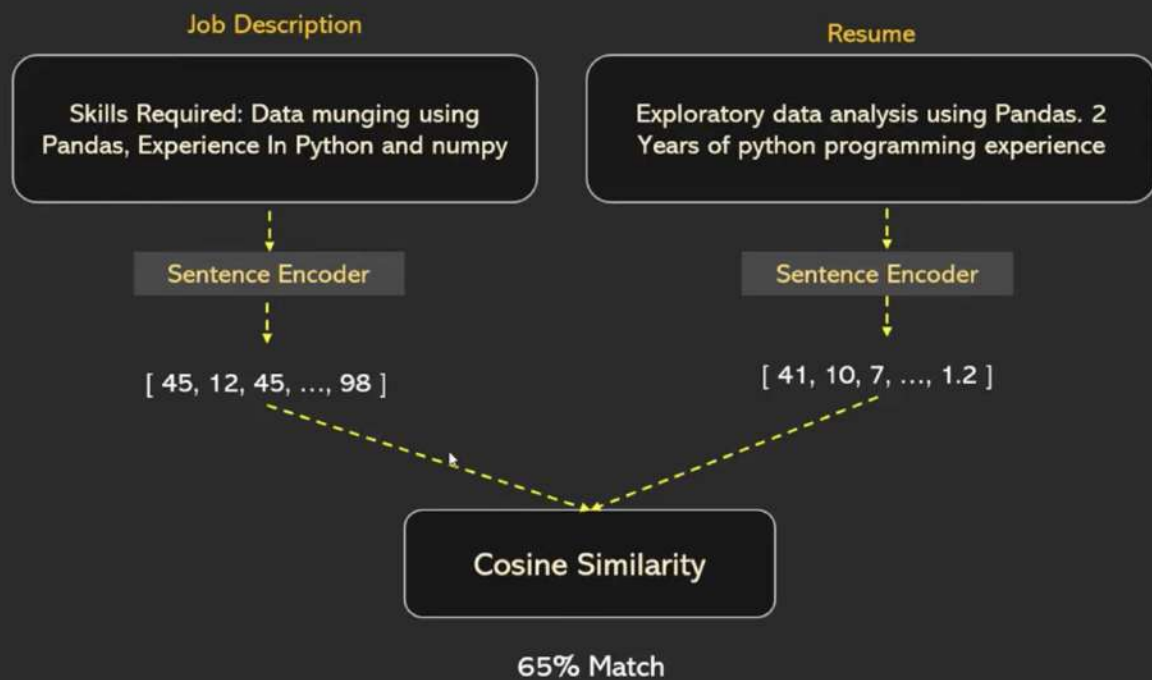 Job Description
Skills Required: Data munging using
Pandas, Experience In Python and numpy
Sentence Encoder
[ 45, 12, 45, ..., 98 ]
Resume
Exploratory data analysis using Pandas. 2
Years of python programming experience
Sentence Encoder
[ 41, 10, 7, ..., 1.2 ]
Cosine Similarity
65% Match